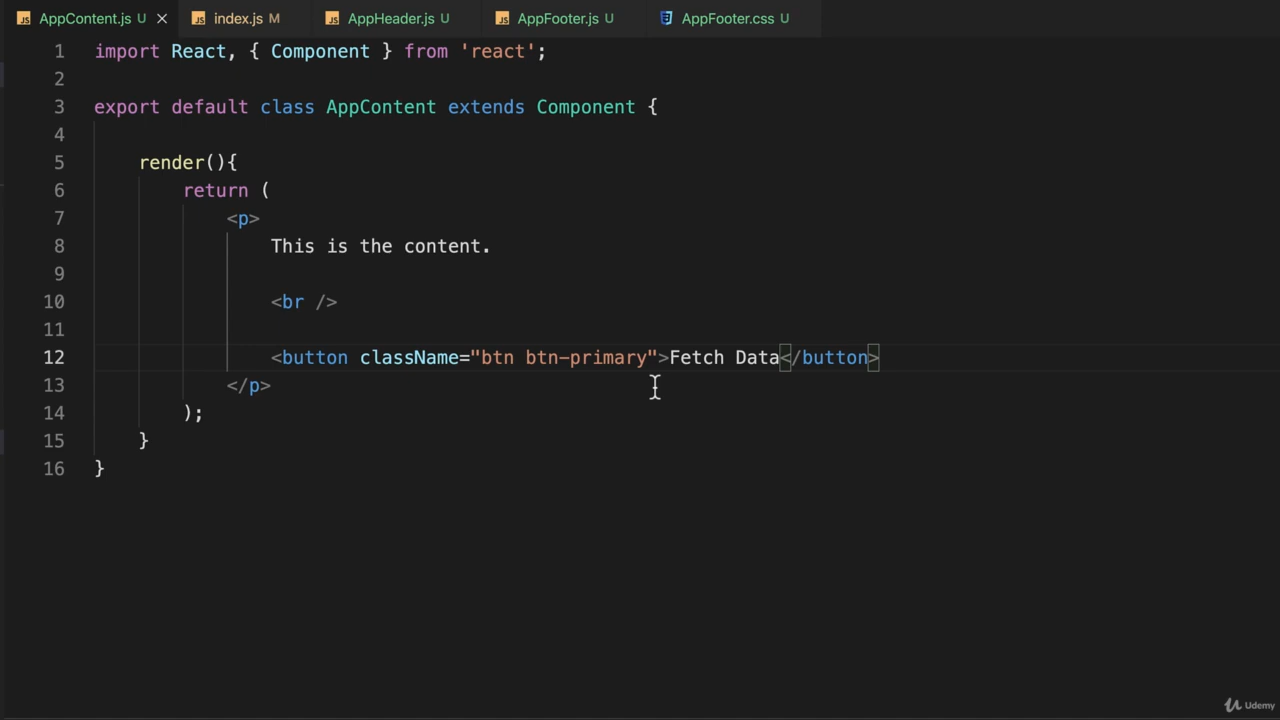 AppContent.js U index.js M AppHeader.js U AppFooter.js U AppFooter.css U
1 import React, { Component } from 'react';
2
3 export default class AppContent extends Component {
4
5 render(){
6 return (
7 <p>
8 This is the content.
9
10 <br />
11
12 <button className="btn btn-primary">Fetch Data</button>
13 </p>
14 );
15 }
16 }
Udemy